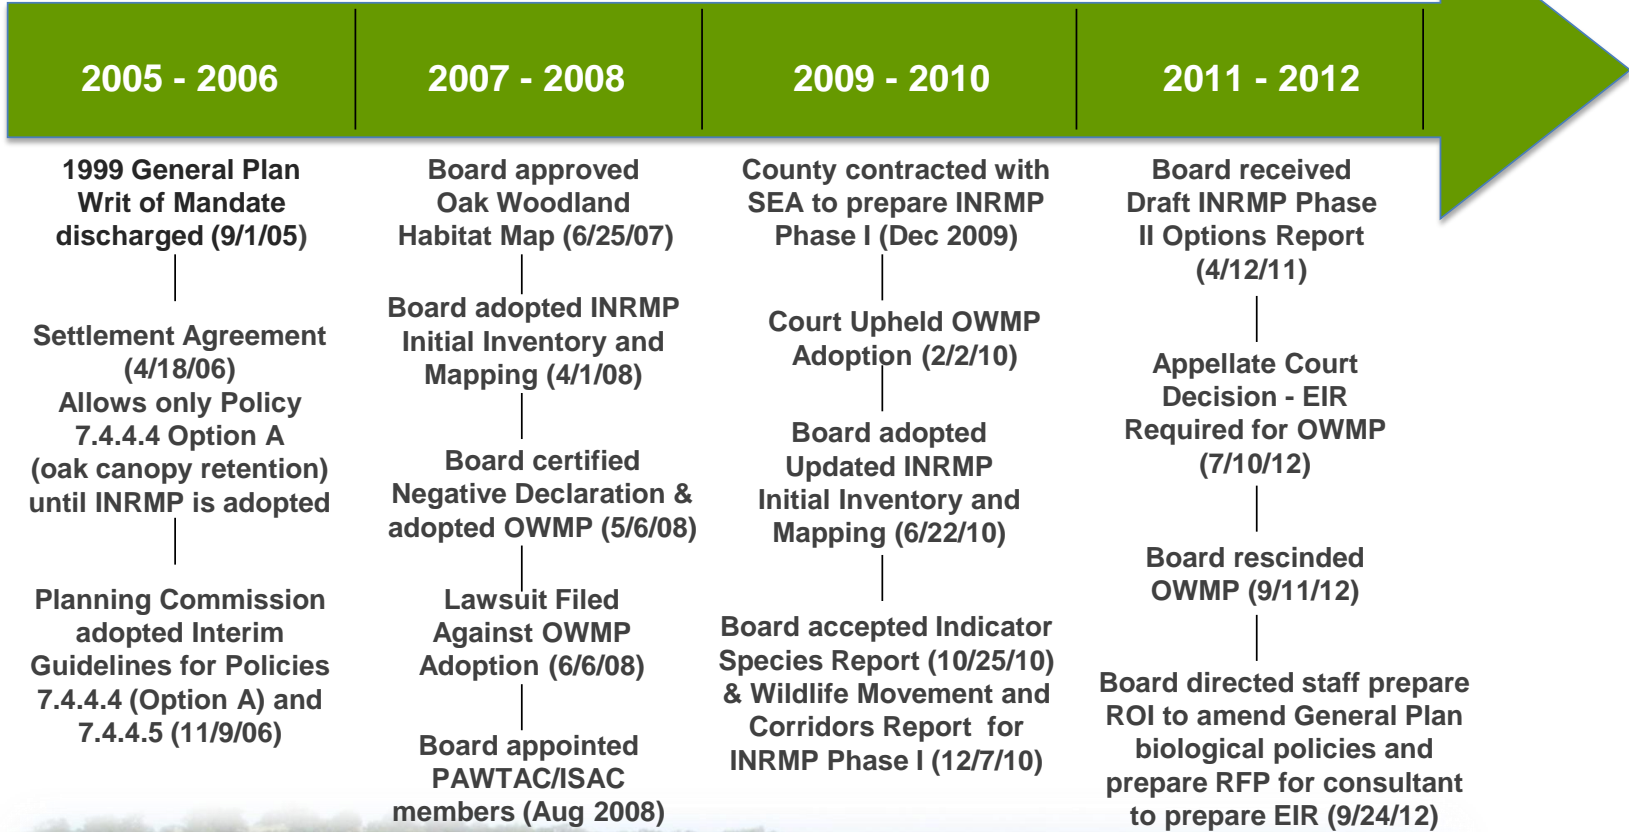 2005 - 2006
2007 - 2008
2009 - 2010
2011 - 2012
1999 General Plan
Writ of Mandate
discharged (9/1/05)
Settlement Agreement
(4/18/06)
Allows only Policy
7.4.4.4 Option A
(oak canopy retention)
until INRMP is adopted
Planning Commission
adopted Interim
Guidelines for Policies
7.4.4.4 (Option A) and
7.4.4.5 (11/9/06)
Board approved
Oak Woodland
Habitat Map (6/25/07)
Board adopted INRMP
Initial Inventory and
Mapping (4/1/08)
Board certified
Negative Declaration &
adopted OWMP (5/6/08)
Lawsuit Filed
Against OWMP
Adoption (6/6/08)
Board appointed
PAWTAC/ISAC
members (Aug 2008)
County contracted with
SEA to prepare INRMP
Phase I (Dec 2009)
Court Upheld OWMP
Adoption (2/2/10)
Board adopted
Updated INRMP
Initial Inventory and
Mapping (6/22/10)
Board accepted Indicator
Species Report (10/25/10)
& Wildlife Movement and
Corridors Report for
INRMP Phase I (12/7/10)
Board received
Draft INRMP Phase
II Options Report
(4/12/11)
Appellate Court
Decision - EIR
Required for OWMP
(7/10/12)
Board rescinded
OWMP (9/11/12)
Board directed staff prepare
ROI to amend General Plan
biological policies and
prepare RFP for consultant
to prepare EIR (9/24/12)